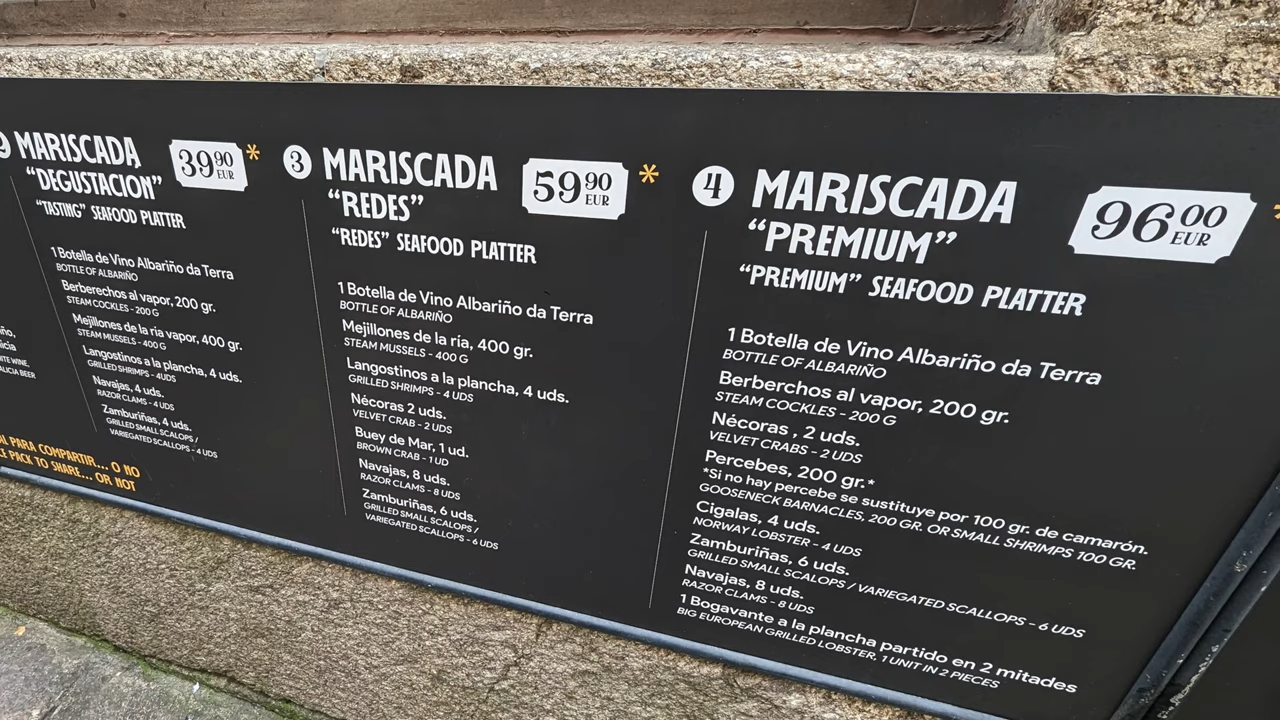 MARISCADA
"DEGUSTACION"
"TASTING" SEAFOOD PLATTER
39 90 EUR *
1 Botella de Vino Albariño da Terra
BOTTLE OF ALBARIÑO
Berberechos al vapor, 200 gr.
STEAM COCKLES - 200 G
Mejillones de la ría vapor, 400 gr.
STEAM MUSSELS - 400 G
Langostinos a la plancha, 4 uds.
GRILLED SHRIMPS - 4UDS
Navajas, 4 uds.
RAZOR CLAMS - 4 UDS
Zamburiñas, 4 uds.
GRILLED SMALL SCALOPS /
VARIEGATED SCALLOPS - 4 UDS
PARA COMPARTIR... O NO
PACK TO SHARE... OR NOT
3 MARISCADA
"REDES"
"REDES" SEAFOOD PLATTER
59 90 EUR *
1 Botella de Vino Albariño da Terra
BOTTLE OF ALBARIÑO
Mejillones de la ría, 400 gr.
STEAM MUSSELS - 400 G
Langostinos a la plancha, 4 uds.
GRILLED SHRIMPS - 4 UDS
Nécoras 2 uds.
VELVET CRAB - 2 UDS
Buey de Mar, 1 ud.
BROWN CRAB - 1 UD
Navajas, 8 uds.
RAZOR CLAMS - 8 UDS
Zamburiñas, 6 uds.
GRILLED SMALL SCALOPS /
VARIEGATED SCALLOPS - 6 UDS
4 MARISCADA
"PREMIUM"
"PREMIUM" SEAFOOD PLATTER
96 00 EUR
1 Botella de Vino Albariño da Terra
BOTTLE OF ALBARIÑO
Berberchos al vapor, 200 gr.
STEAM COCKLES - 200 G
Nécoras , 2 uds.
VELVET CRABS - 2 UDS
Percebes, 200 gr.*
*Si no hay percebe se sustituye por 100 gr. de camarón.
GOOSENECK BARNACLES, 200 GR. OR SMALL SHRIMPS 100 GR.
Cigalas, 4 uds.
NORWAY LOBSTER - 4 UDS
Zamburiñas, 6 uds.
GRILLED SMALL SCALOPS / VARIEGATED SCALLOPS - 6 UDS
Navajas, 8 uds.
RAZOR CLAMS - 8 UDS
1 Bogavante a la plancha partido en 2 mitades
BIG EUROPEAN GRILLED LOBSTER, 1 UNIT IN 2 PIECES